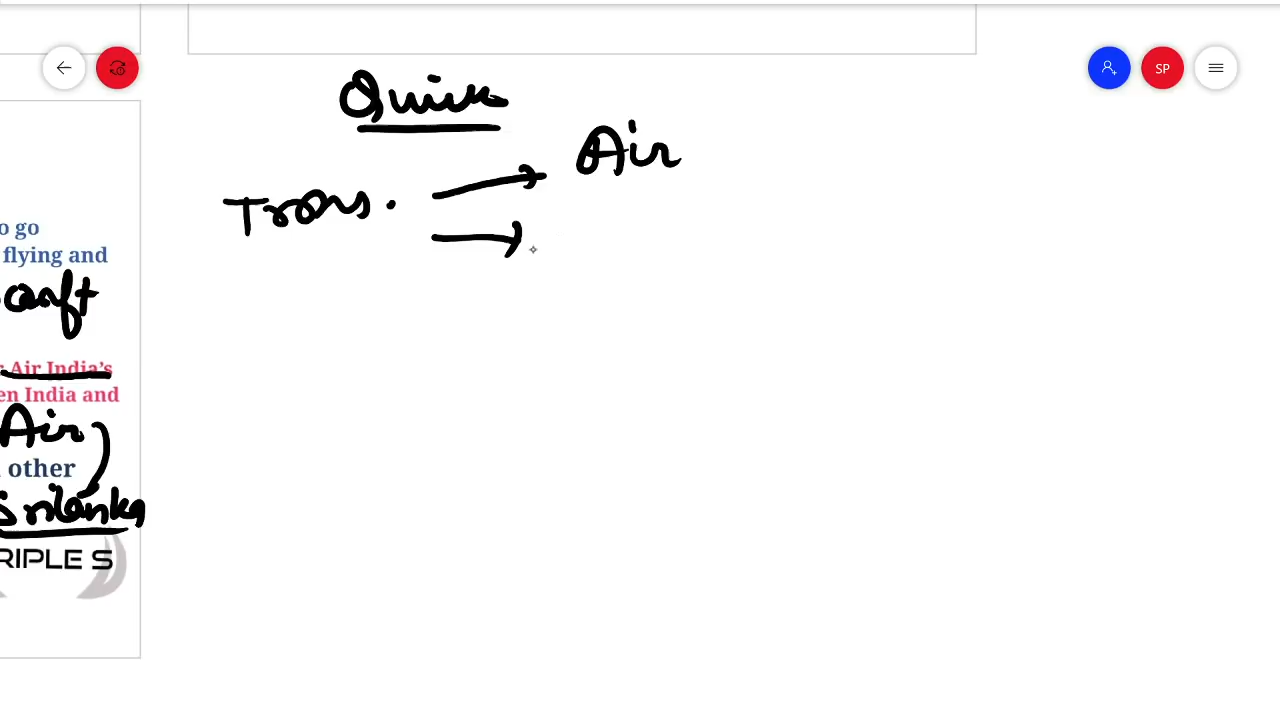 Quick
Air
Trans.
o go
flying and
craft
: Air India's
en India and
Air
other
Srilanka
RIPLE S
SP